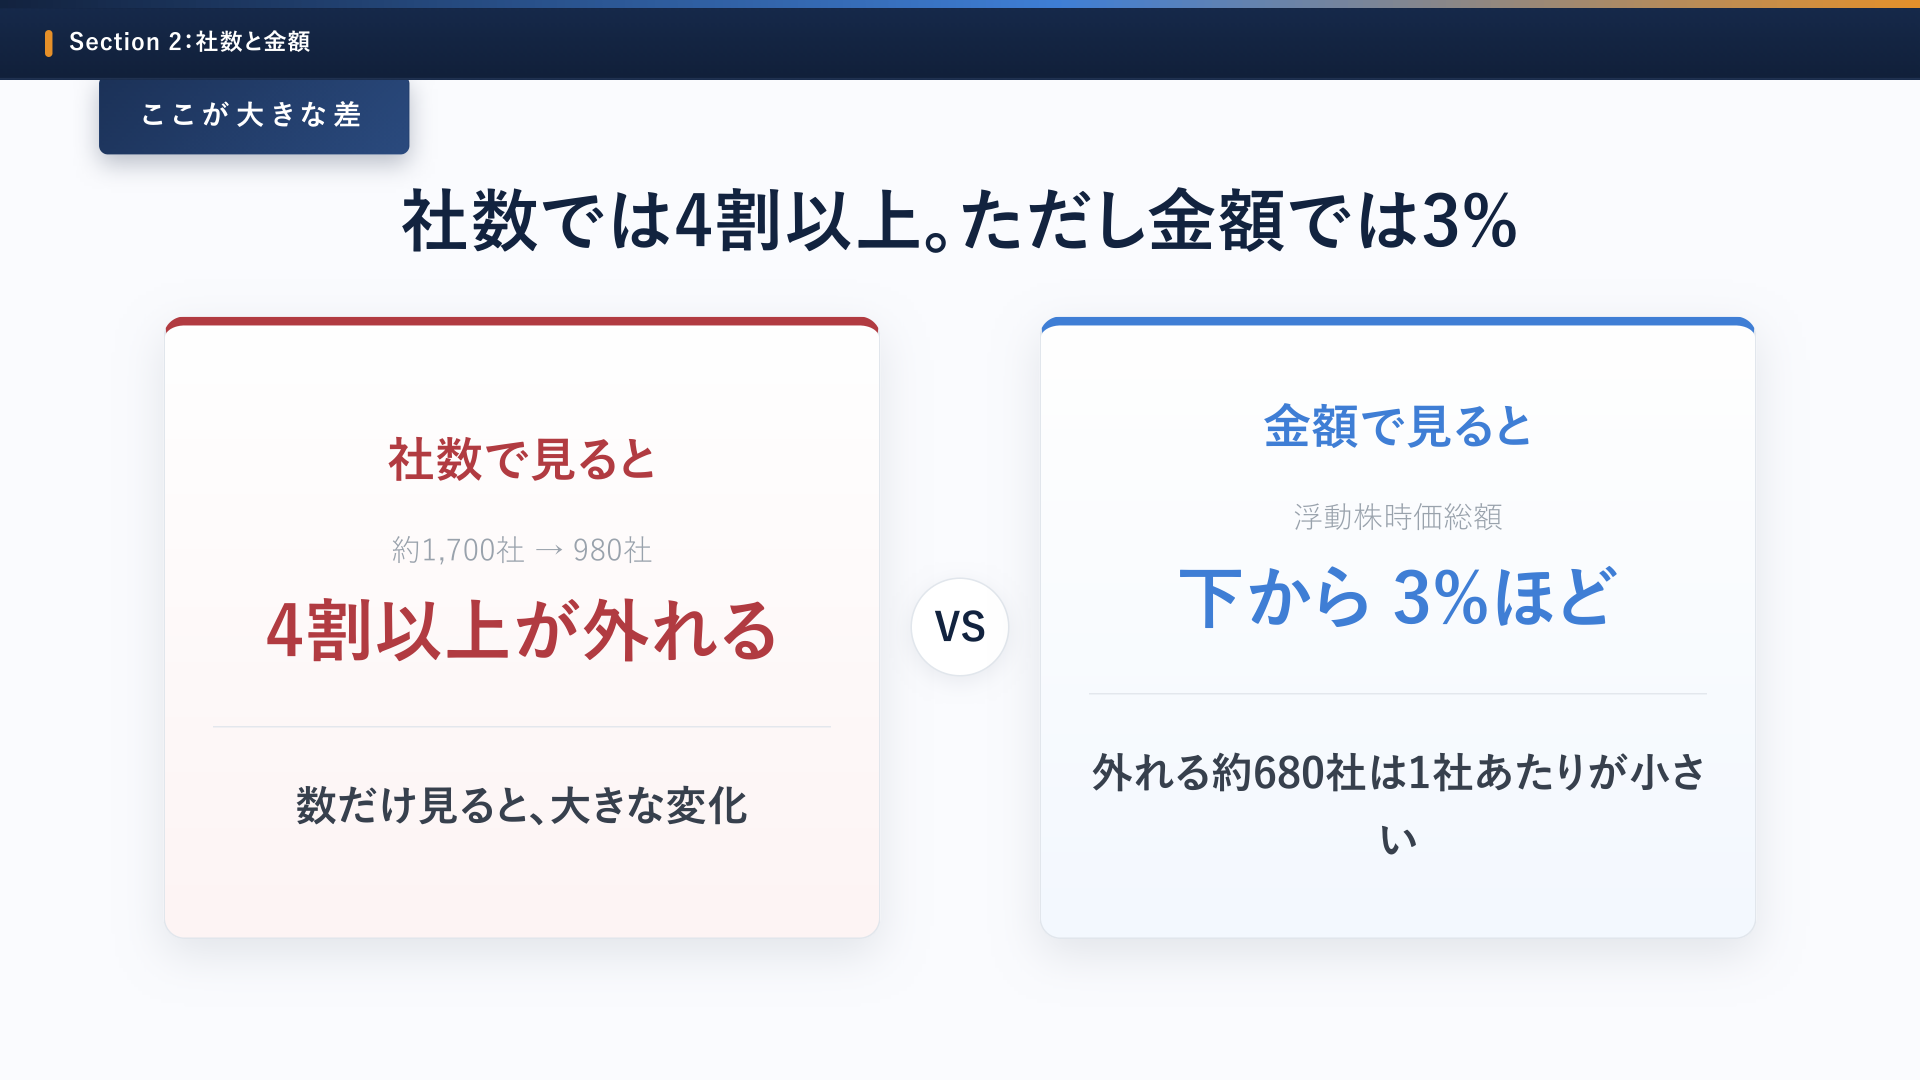 Section 2：社数と金額
ここが大きな差
社数では4割以上。ただし金額では3%
社数で見ると
約1,700社 → 980社
4割以上が外れる
数だけ見ると、大きな変化
VS
金額で見ると
浮動株時価総額
下から 3%ほど
外れる約680社は1社あたりが小さ
い